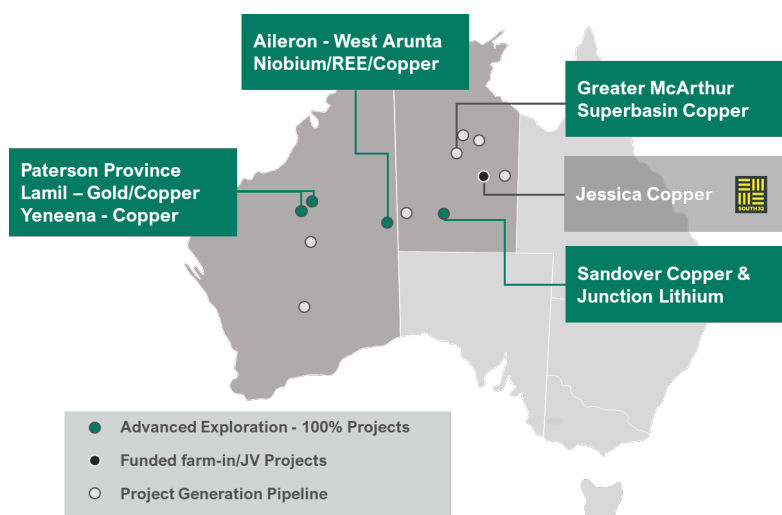 Aileron - West Arunta
Niobium/REE/Copper
Greater McArthur
Superbasin Copper
Paterson Province
Lamil – Gold/Copper
Yeneena - Copper
Jessica Copper
SOUTH32
Sandover Copper &
Junction Lithium
Advanced Exploration - 100% Projects
Funded farm-in/JV Projects
Project Generation Pipeline